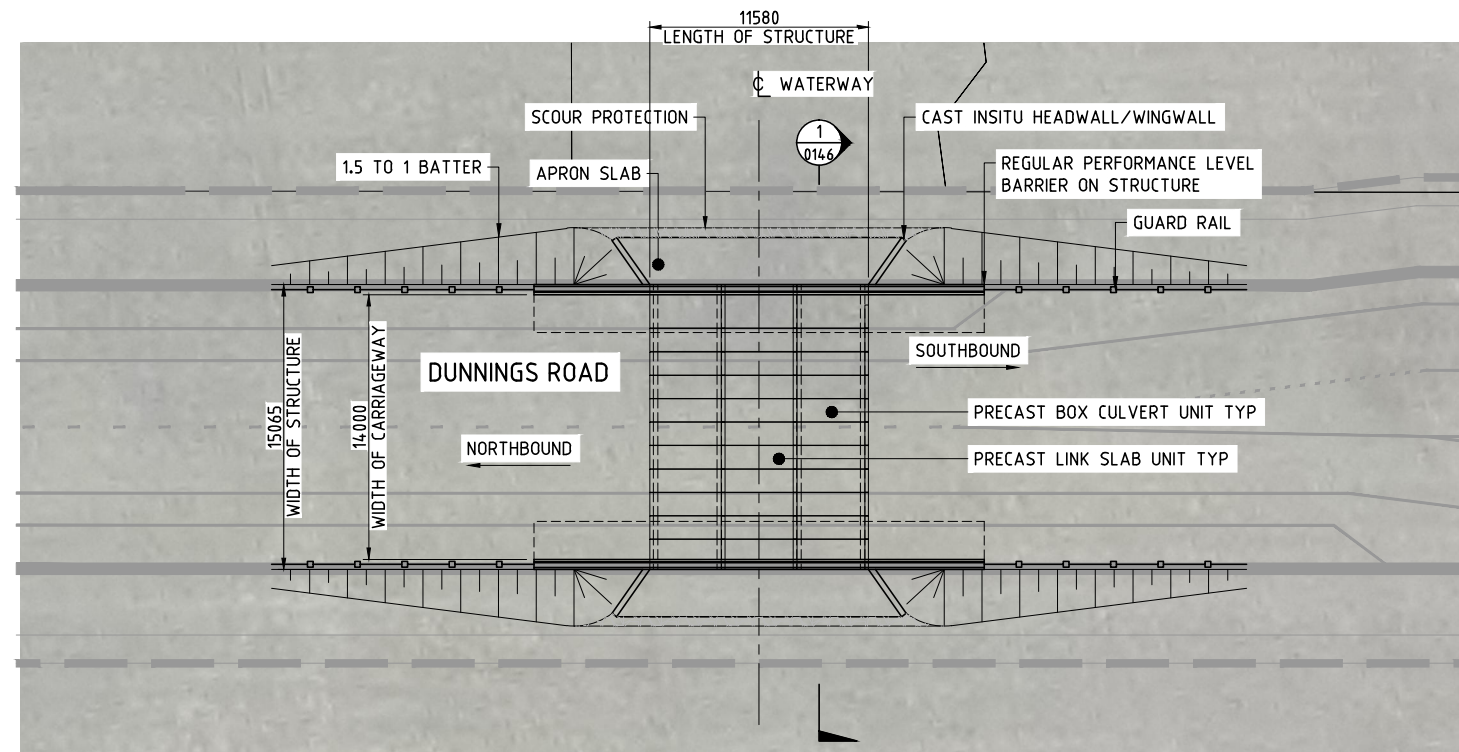 11580
LENGTH OF STRUCTURE
℄ WATERWAY
SCOUR PROTECTION
CAST INSITU HEADWALL/WINGWALL
1
0146
1.5 TO 1 BATTER
APRON SLAB
REGULAR PERFORMANCE LEVEL
BARRIER ON STRUCTURE
GUARD RAIL
15065
WIDTH OF STRUCTURE
14000
WIDTH OF CARRIAGEWAY
DUNNINGS ROAD
SOUTHBOUND
NORTHBOUND
PRECAST BOX CULVERT UNIT TYP
PRECAST LINK SLAB UNIT TYP